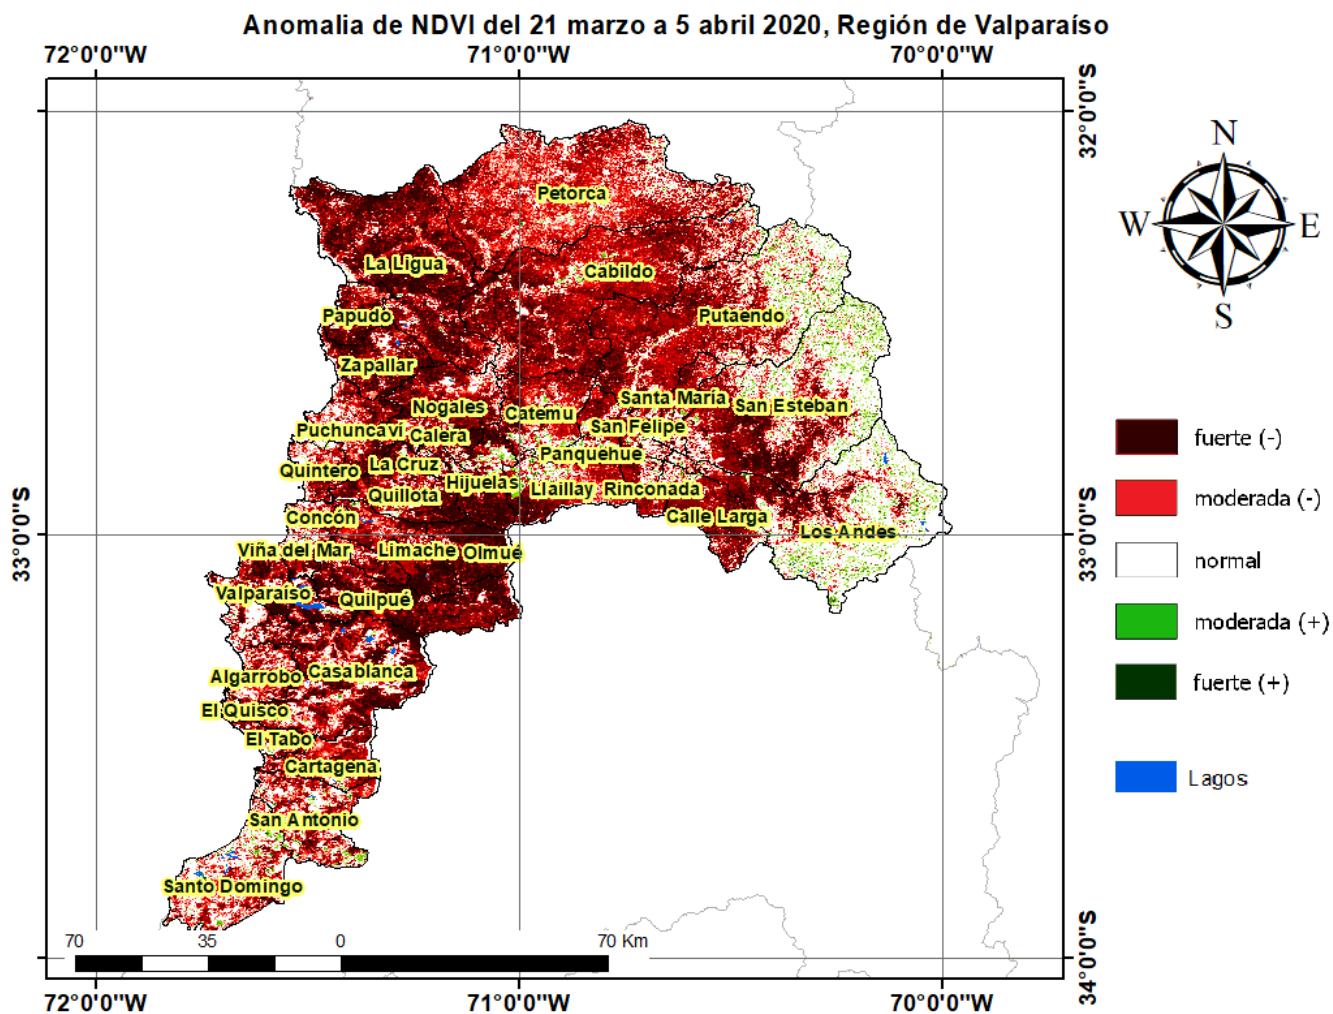 Anomalia de NDVI del 21 marzo a 5 abril 2020, Región de Valparaíso
72°0'0"W 71°0'0"W 70°0'0"W
32°0'0"S
N
W E
S
Petorca
La Ligua
Cabildo
Papudo
Putaendo
Zapallar
Santa María
Nogales
San Esteban
Catemu
Puchuncaví
Calera
San Felipe
Panquehue
Quintero
La Cruz
Hijuelas
Llaillay
Rinconada
Quillota
Concón
Calle Larga
Los Andes
Viña del Mar
Limache
Olmué
Valparaíso
Quilpué
Algarrobo
Casablanca
El Quisco
El Tabo
Cartagena
San Antonio
Santo Domingo
fuerte (-)
moderada (-)
normal
moderada (+)
fuerte (+)
Lagos
33°0'0"S
33°0'0"S
34°0'0"S
70 35 0 70 Km
72°0'0"W 71°0'0"W 70°0'0"W